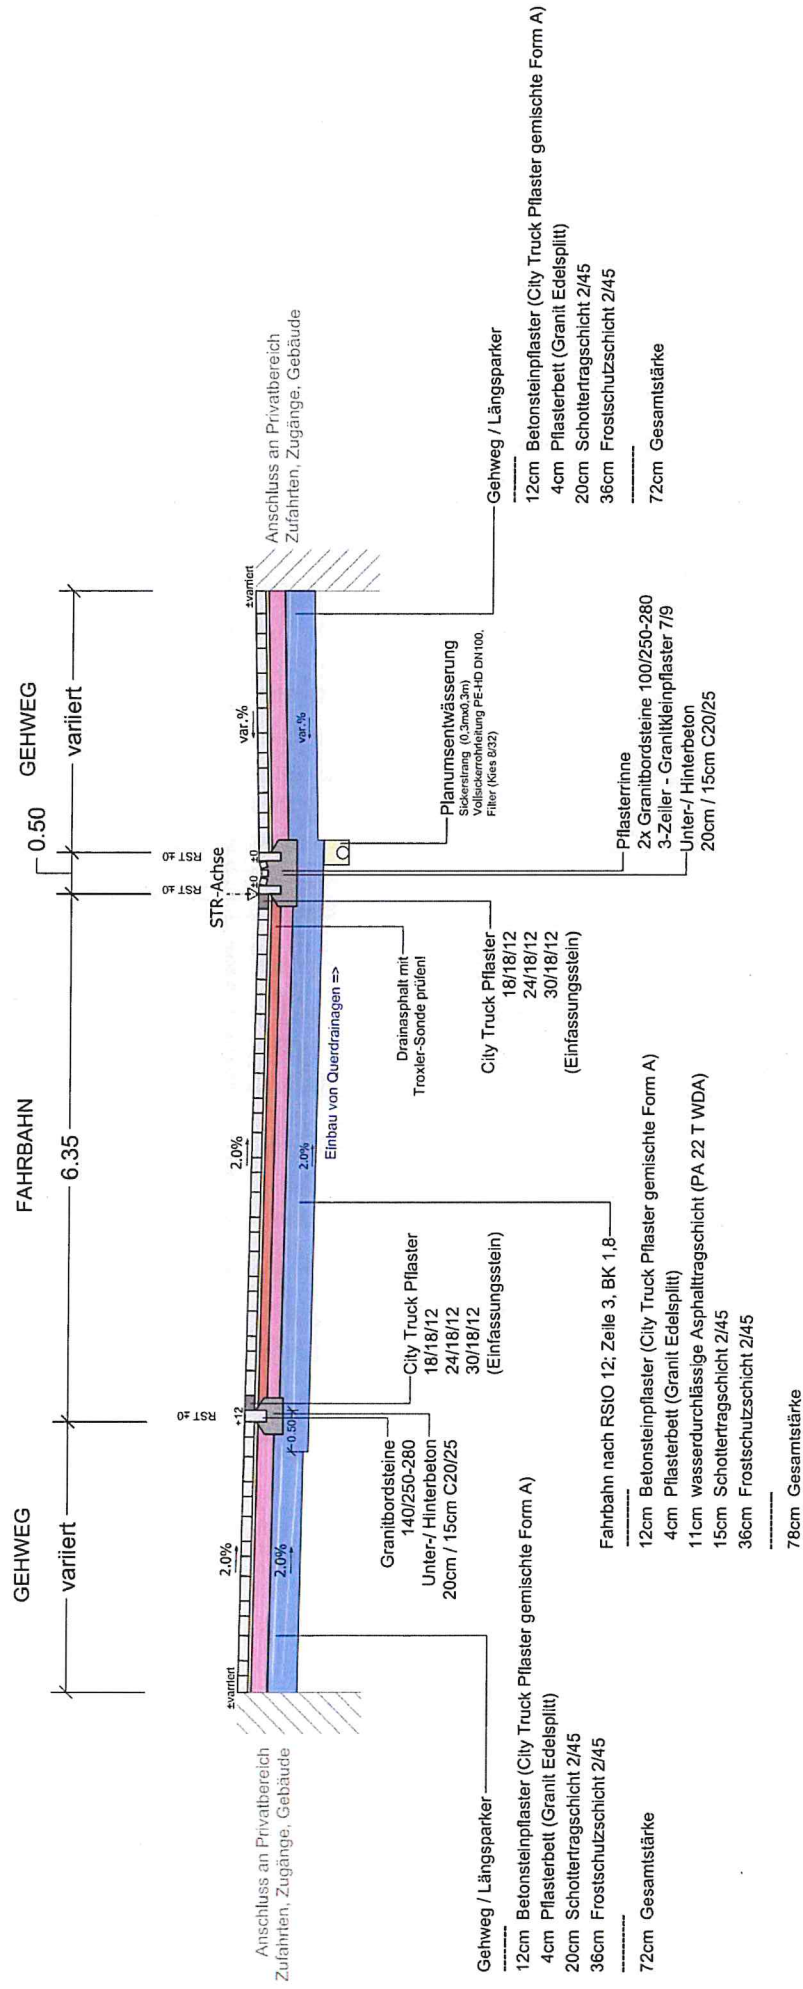 GEHWEG
FAHRBAHN
GEHWEG
variiert
6.35
0.50
variiert
RST ±0
RST ±0
RST ±0
STR-Achse
Anschluss an Privatbereich
Zufahrten, Zugänge, Gebäude
±variiert
2.0%
2.0%
+12
0.50
2.0%
2.0%
±0
±0
var.%
var.%
±variiert
Anschluss an Privatbereich
Zufahrten, Zugänge, Gebäude
Einbau von Querdrainagen =>
Granitbordsteine
140/250-280
Unter-/ Hinterbeton
20cm / 15cm C20/25
City Truck Pflaster
18/18/12
24/18/12
30/18/12
(Einfassungsstein)
Drainasphalt mit
Troxler-Sonde prüfen!
City Truck Pflaster
18/18/12
24/18/12
30/18/12
(Einfassungsstein)
Planumsentwässerung
Sickerstrang (0,3mx0,3m)
Vollsickerrohrleitung PE-HD DN100,
Filter (Kies 8/32)
Pflasterrinne
2x Granitbordsteine 100/250-280
3-Zeiler - Granitkleinpflaster 7/9
Unter-/ Hinterbeton
20cm / 15cm C20/25
Gehweg / Längsparker
---------
12cm Betonsteinpflaster (City Truck Pflaster gemischte Form A)
4cm Pflasterbett (Granit Edelsplitt)
20cm Schottertragschicht 2/45
36cm Frostschutzschicht 2/45
---------
72cm Gesamtstärke
Fahrbahn nach RStO 12; Zeile 3, BK 1,8
---------
12cm Betonsteinpflaster (City Truck Pflaster gemischte Form A)
4cm Pflasterbett (Granit Edelsplitt)
11cm wasserdurchlässige Asphalttragschicht (PA 22 T WDA)
15cm Schottertragschicht 2/45
36cm Frostschutzschicht 2/45
---------
78cm Gesamtstärke
Gehweg / Längsparker
---------
12cm Betonsteinpflaster (City Truck Pflaster gemischte Form A)
4cm Pflasterbett (Granit Edelsplitt)
20cm Schottertragschicht 2/45
36cm Frostschutzschicht 2/45
---------
72cm Gesamtstärke